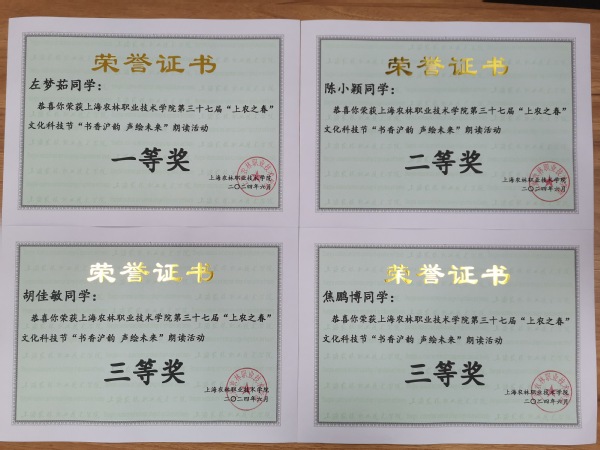 荣誉证书
左梦茹同学：
恭喜你荣获上海农林职业技术学院第三十七届“上农之春”
文化科技节“书香沪韵 声绘未来”朗读活动
一等奖
上海农林职业技术学院
二〇二四年六月
荣誉证书
陈小颖同学：
恭喜你荣获上海农林职业技术学院第三十七届“上农之春”
文化科技节“书香沪韵 声绘未来”朗读活动
二等奖
上海农林职业技术学院
二〇二四年六月
荣誉证书
胡佳敏同学：
恭喜你荣获上海农林职业技术学院第三十七届“上农之春”
文化科技节“书香沪韵 声绘未来”朗读活动
三等奖
上海农林职业技术学院
二〇二四年六月
荣誉证书
焦鹏博同学：
恭喜你荣获上海农林职业技术学院第三十七届“上农之春”
文化科技节“书香沪韵 声绘未来”朗读活动
三等奖
上海农林职业技术学院
二〇二四年六月